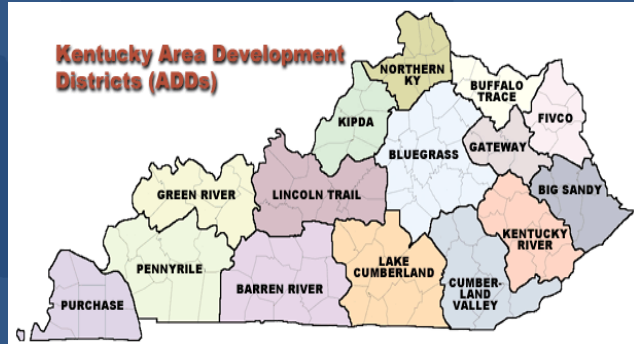 Kentucky Area Development
Districts (ADDs)
NORTHERN
KY
BUFFALO
TRACE
FIVCO
KIPDA
BLUEGRASS
GATEWAY
BIG SANDY
GREEN RIVER
LINCOLN TRAIL
KENTUCKY
RIVER
PENNYRILE
LAKE
CUMBERLAND
BARREN RIVER
CUMBER-
LAND
VALLEY
PURCHASE